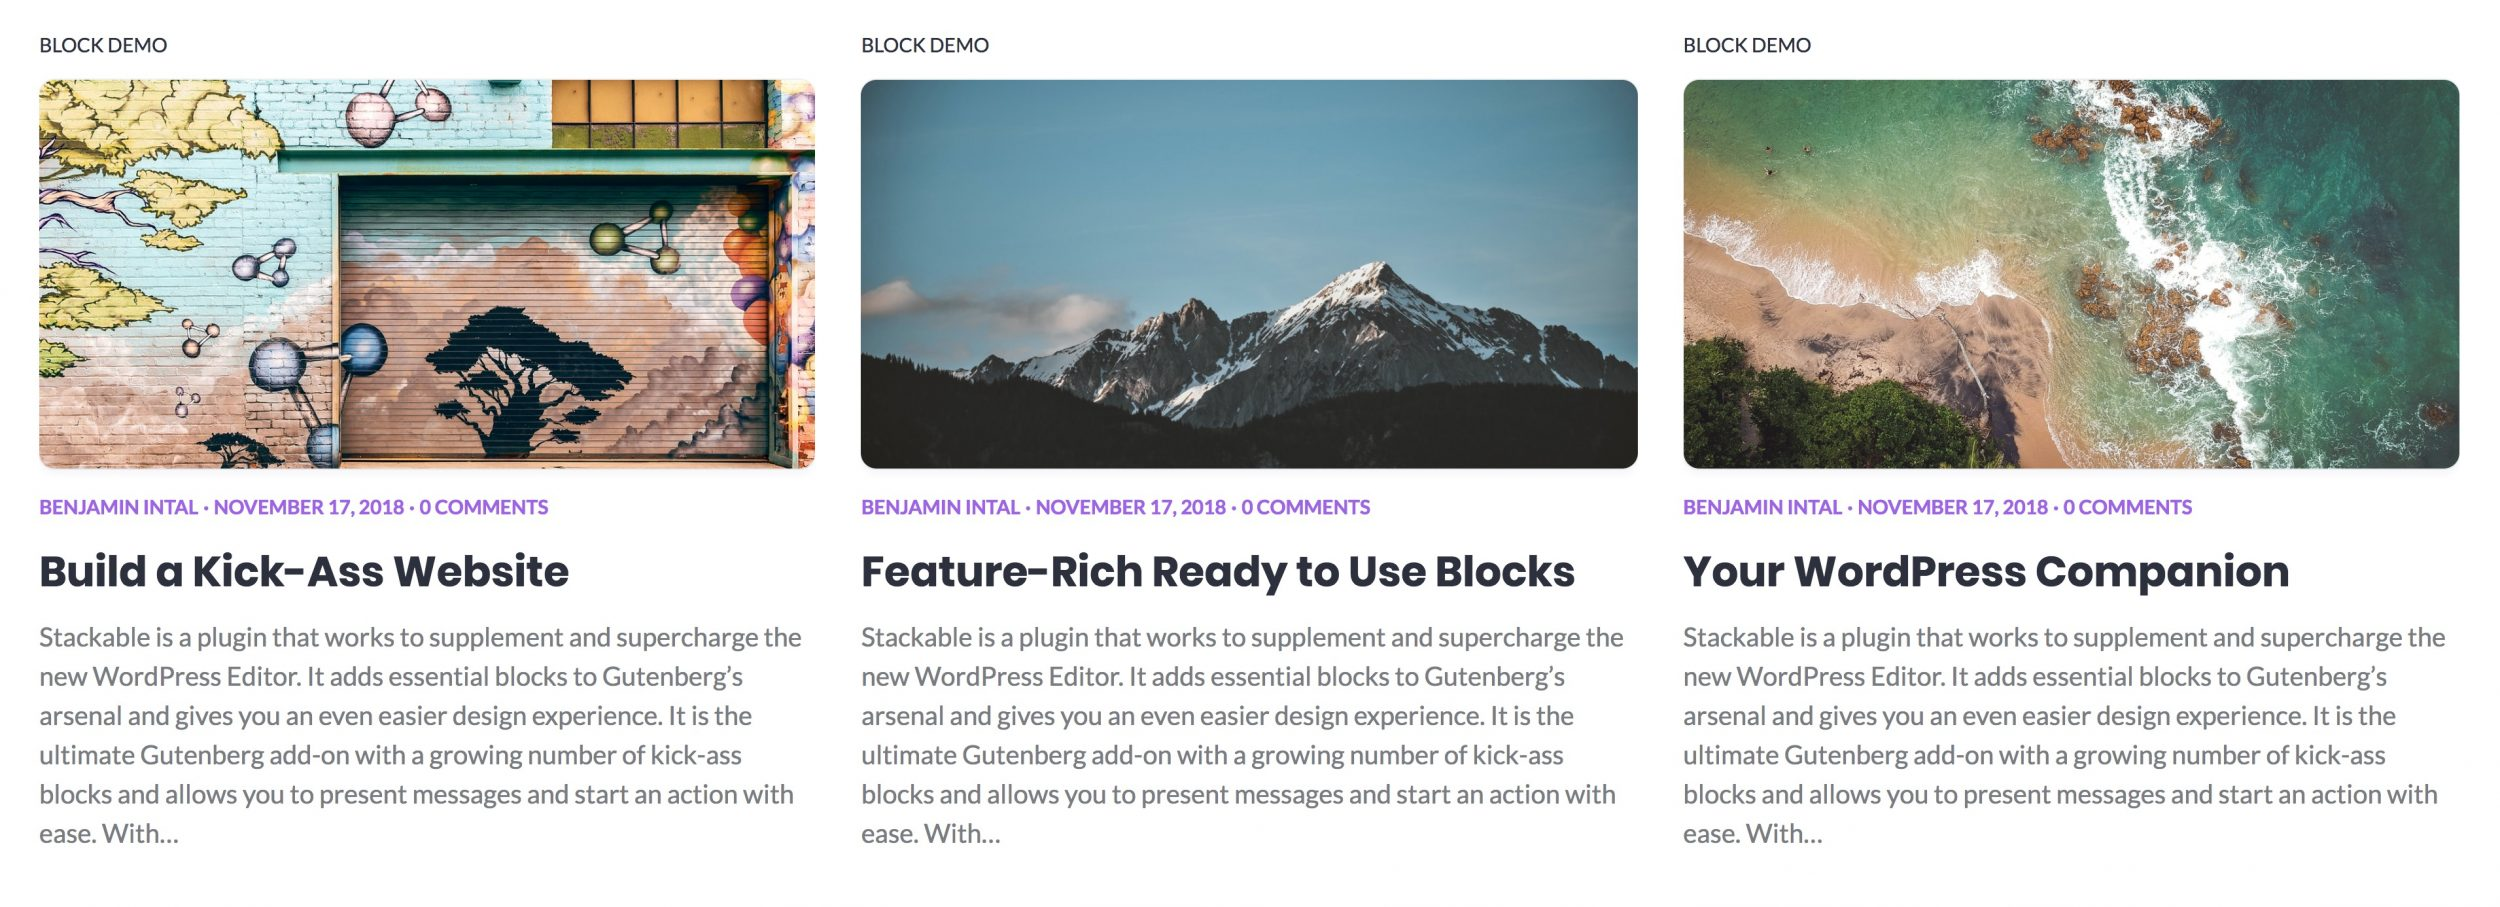 BLOCK DEMO
BENJAMIN INTAL · NOVEMBER 17, 2018 · 0 COMMENTS
Build a Kick-Ass Website
Stackable is a plugin that works to supplement and supercharge the
new WordPress Editor. It adds essential blocks to Gutenberg’s
arsenal and gives you an even easier design experience. It is the
ultimate Gutenberg add-on with a growing number of kick-ass
blocks and allows you to present messages and start an action with
ease. With…
BLOCK DEMO
BENJAMIN INTAL · NOVEMBER 17, 2018 · 0 COMMENTS
Feature-Rich Ready to Use Blocks
Stackable is a plugin that works to supplement and supercharge the
new WordPress Editor. It adds essential blocks to Gutenberg’s
arsenal and gives you an even easier design experience. It is the
ultimate Gutenberg add-on with a growing number of kick-ass
blocks and allows you to present messages and start an action with
ease. With…
BLOCK DEMO
BENJAMIN INTAL · NOVEMBER 17, 2018 · 0 COMMENTS
Your WordPress Companion
Stackable is a plugin that works to supplement and supercharge the
new WordPress Editor. It adds essential blocks to Gutenberg’s
arsenal and gives you an even easier design experience. It is the
ultimate Gutenberg add-on with a growing number of kick-ass
blocks and allows you to present messages and start an action with
ease. With…